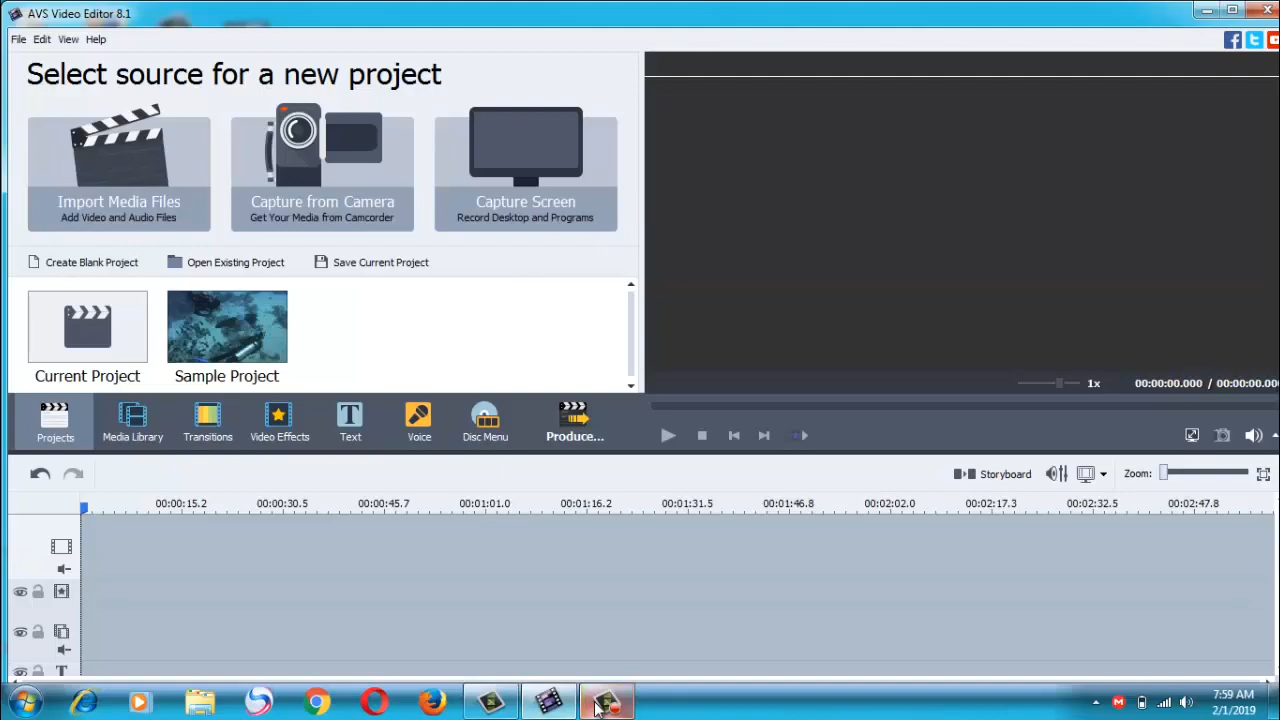 AVS Video Editor 8.1
File Edit View Help
Select source for a new project
Import Media Files
Add Video and Audio Files
Capture from Camera
Get Your Media from Camcorder
Capture Screen
Record Desktop and Programs
Create Blank Project
Open Existing Project
Save Current Project
Current Project
Sample Project
1x
00:00:00.000 / 00:00:00.000
Projects
Media Library
Transitions
Video Effects
Text
Voice
Disc Menu
Produce...
Storyboard
Zoom:
00:00:15.2 00:00:30.5 00:00:45.7 00:01:01.0 00:01:16.2 00:01:31.5 00:01:46.8 00:02:02.0 00:02:17.3 00:02:32.5 00:02:47.8
7:59 AM
2/1/2019